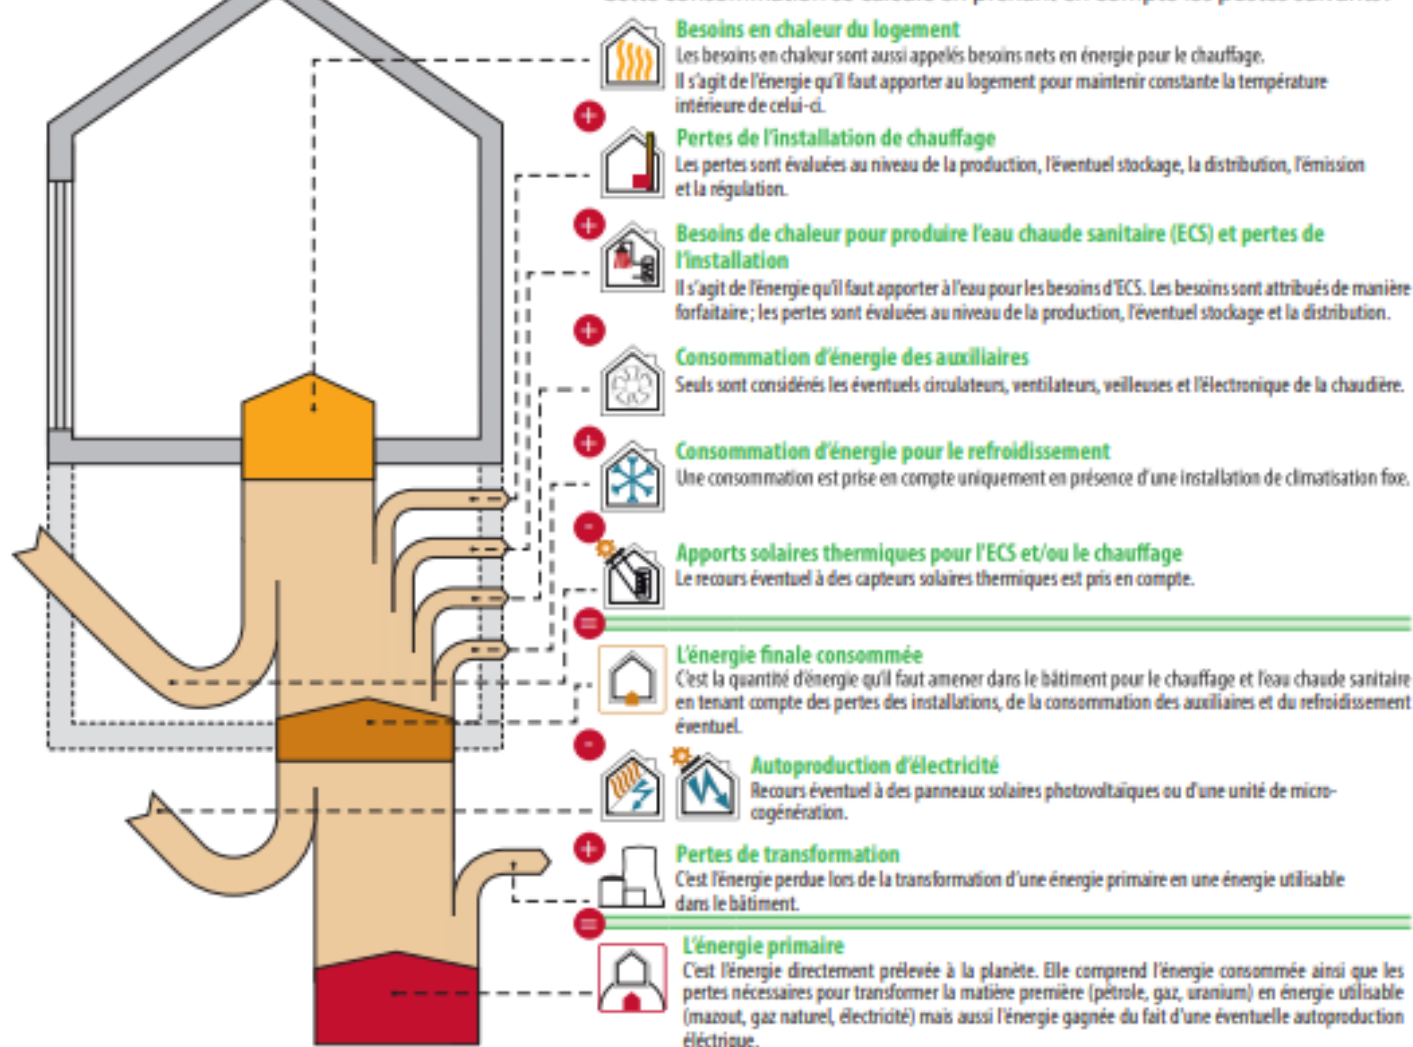 Cette consommation se calcule en prenant en compte les postes suivants :
Besoins en chaleur du logement
Les besoins en chaleur sont aussi appelés besoins nets en énergie pour le chauffage.
Il s'agit de l'énergie qu'il faut apporter au logement pour maintenir constante la température
intérieure de celui-ci.
+
Pertes de l'installation de chauffage
Les pertes sont évaluées au niveau de la production, l'éventuel stockage, la distribution, l'émission
et la régulation.
+
Besoins de chaleur pour produire l'eau chaude sanitaire (ECS) et pertes de
l'installation
Il s'agit de l'énergie qu'il faut apporter à l'eau pour les besoins d'ECS. Les besoins sont attribués de manière
forfaitaire ; les pertes sont évaluées au niveau de la production, l'éventuel stockage et la distribution.
+
Consommation d'énergie des auxiliaires
Seuls sont considérés les éventuels circulateurs, ventilateurs, veilleuses et l'électronique de la chaudière.
+
Consommation d'énergie pour le refroidissement
Une consommation est prise en compte uniquement en présence d'une installation de climatisation fixe.
-
Apports solaires thermiques pour l'ECS et/ou le chauffage
Le recours éventuel à des capteurs solaires thermiques est pris en compte.
=
L'énergie finale consommée
C'est la quantité d'énergie qu'il faut amener dans le bâtiment pour le chauffage et l'eau chaude sanitaire
en tenant compte des pertes des installations, de la consommation des auxiliaires et du refroidissement
éventuel.
-
Autoproduction d'électricité
Recours éventuel à des panneaux solaires photovoltaïques ou d'une unité de micro-
cogénération.
+
Pertes de transformation
C'est l'énergie perdue lors de la transformation d'une énergie primaire en une énergie utilisable
dans le bâtiment.
=
L'énergie primaire
C'est l'énergie directement prélevée à la planète. Elle comprend l'énergie consommée ainsi que les
pertes nécessaires pour transformer la matière première (pétrole, gaz, uranium) en énergie utilisable
(mazout, gaz naturel, électricité) mais aussi l'énergie gagnée du fait d'une éventuelle autoproduction
électrique.